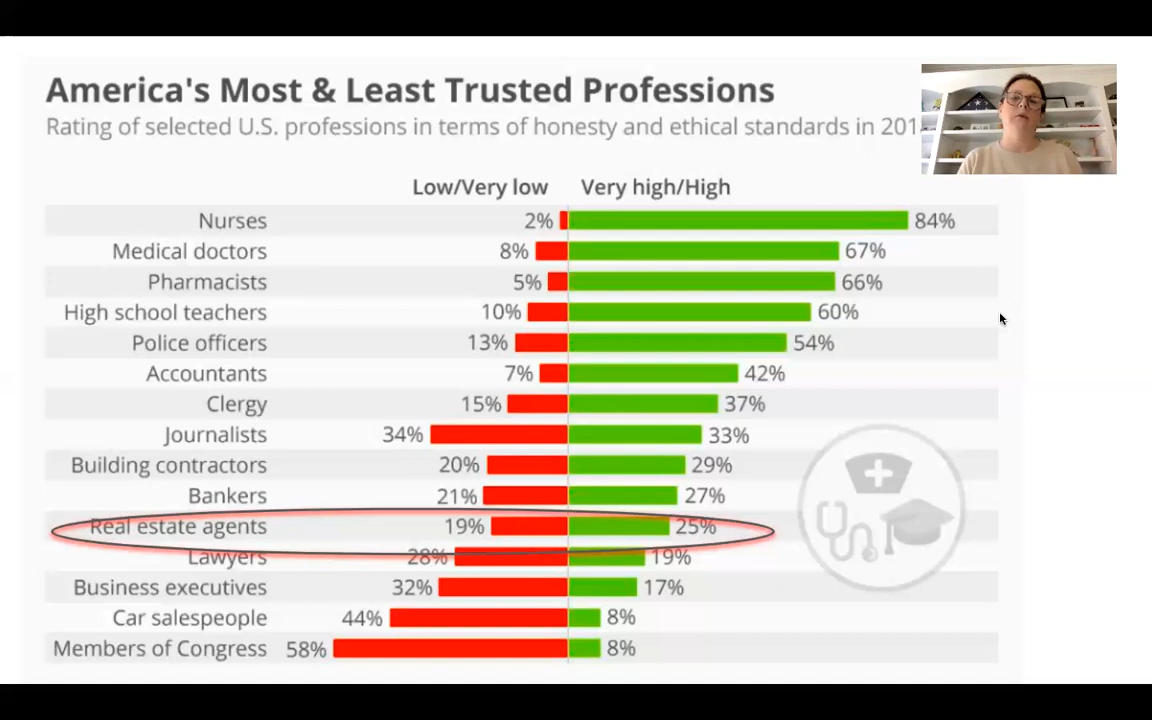 America's Most & Least Trusted Professions
Rating of selected U.S. professions in terms of honesty and ethical standards in 201
Low/Very low Very high/High
Nurses 2% 84%
Medical doctors 8% 67%
Pharmacists 5% 66%
High school teachers 10% 60%
Police officers 13% 54%
Accountants 7% 42%
Clergy 15% 37%
Journalists 34% 33%
Building contractors 20% 29%
Bankers 21% 27%
Real estate agents 19% 25%
Lawyers 28% 19%
Business executives 32% 17%
Car salespeople 44% 8%
Members of Congress 58% 8%